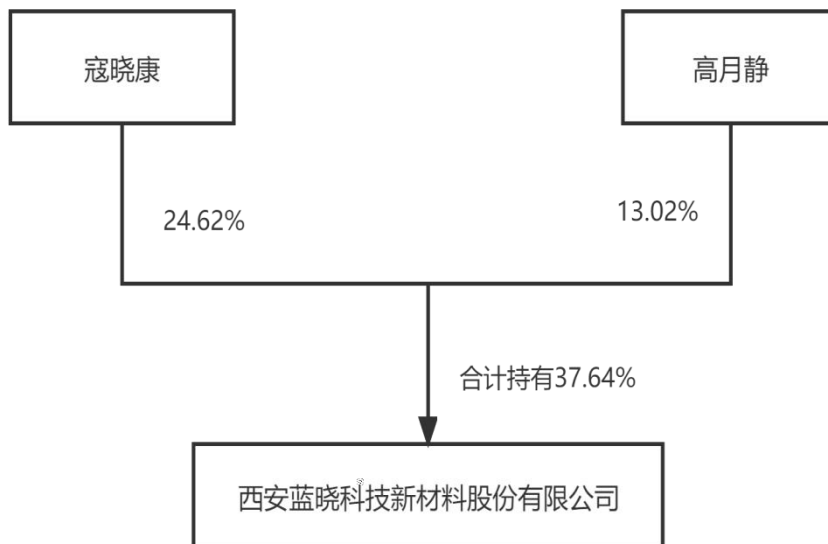 寇晓康
高月静
24.62%
13.02%
合计持有37.64%
西安蓝晓科技新材料股份有限公司